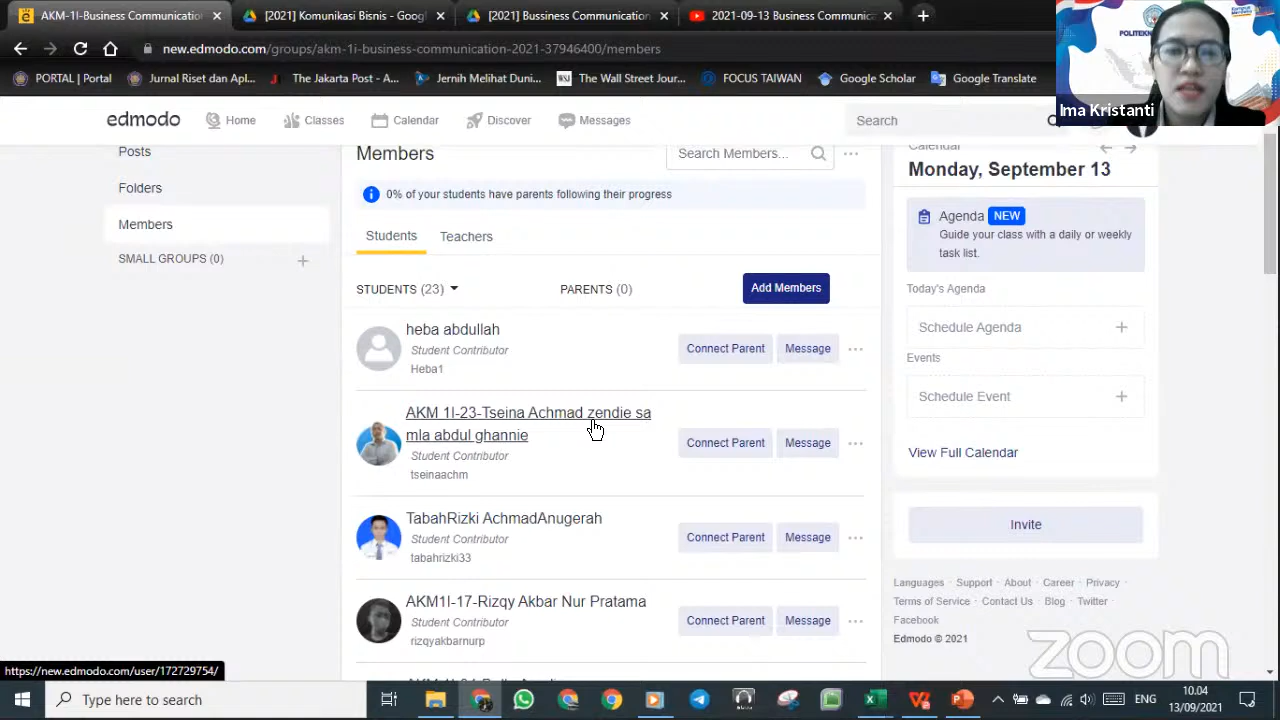 AKM-1I-Business Communication
[2021] Komunikasi Bisnis - Goog
[2021] Business Communication
new.edmodo.com/groups/akm-1i-business-communication-2021-37946400/members
PORTAL | Portal
Jurnal Riset dan Apl...
The Jakarta Post -
Jernih Melihat Duni...
The Wall Street Jour...
FOCUS TAIWAN
Google Scholar
Google Translate
Ima Kristanti
edmodo
Home
Classes
Calendar
Discover
Messages
Search
Posts
Folders
Members
SMALL GROUPS (0)
Members
Search Members...
0% of your students have parents following their progress
Students
Teachers
STUDENTS (23)
PARENTS (0)
Add Members
heba abdullah
Student Contributor
Heba1
Connect Parent
Message
AKM 1I-23-Tseina Achmad zendie sa
mla abdul ghannie
Student Contributor
tseinaachm
Connect Parent
Message
TabahRizki AchmadAnugerah
Student Contributor
tabahrizki33
Connect Parent
Message
AKM1I-17-Rizqy Akbar Nur Pratama
Student Contributor
rizqyakbarnurp
Connect Parent
Message
Calendar
Monday, September 13
Agenda NEW
Guide your class with a daily or weekly
task list.
Today's Agenda
Schedule Agenda
Events
Schedule Event
View Full Calendar
Invite
Languages · Support · About · Career · Privacy ·
Terms of Service · Contact Us · Blog · Twitter ·
Facebook
Edmodo © 2021
zoom
https://new.edmodo.com/user/172729754/
Type here to search
ENG
10.04
13/09/2021